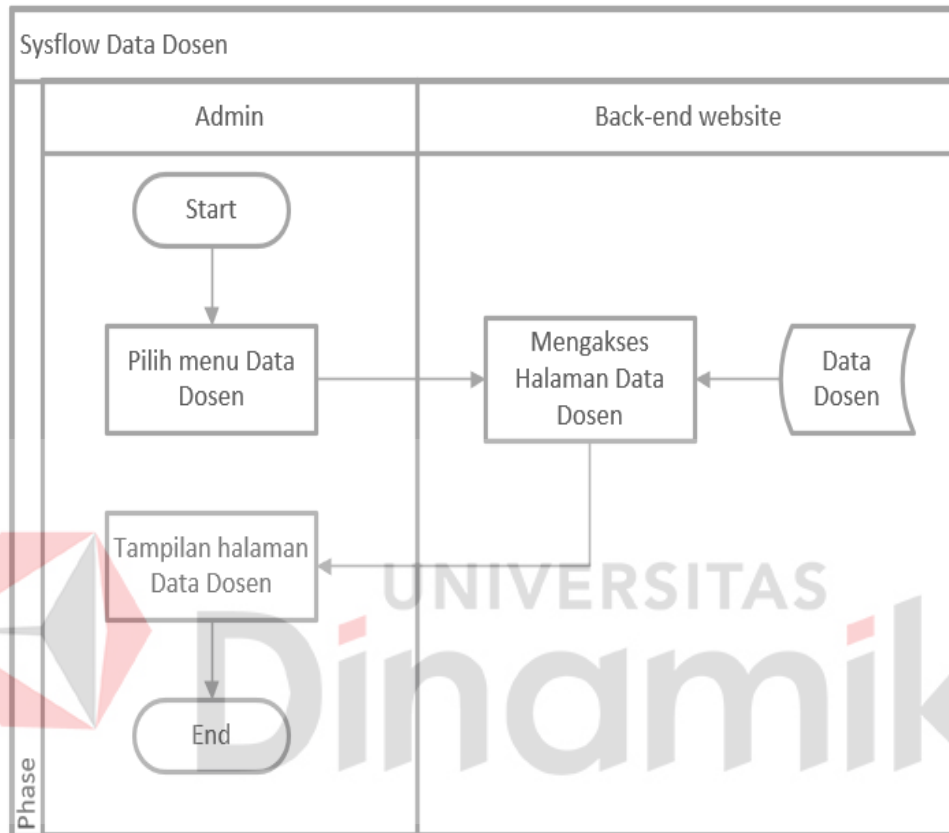 Sysflow Data Dosen
Admin
Back-end website
Start
Pilih menu Data
Dosen
Mengakses
Halaman Data
Dosen
Data
Dosen
Tampilan halaman
Data Dosen
End
Phase
UNIVERSITAS
Dinamik